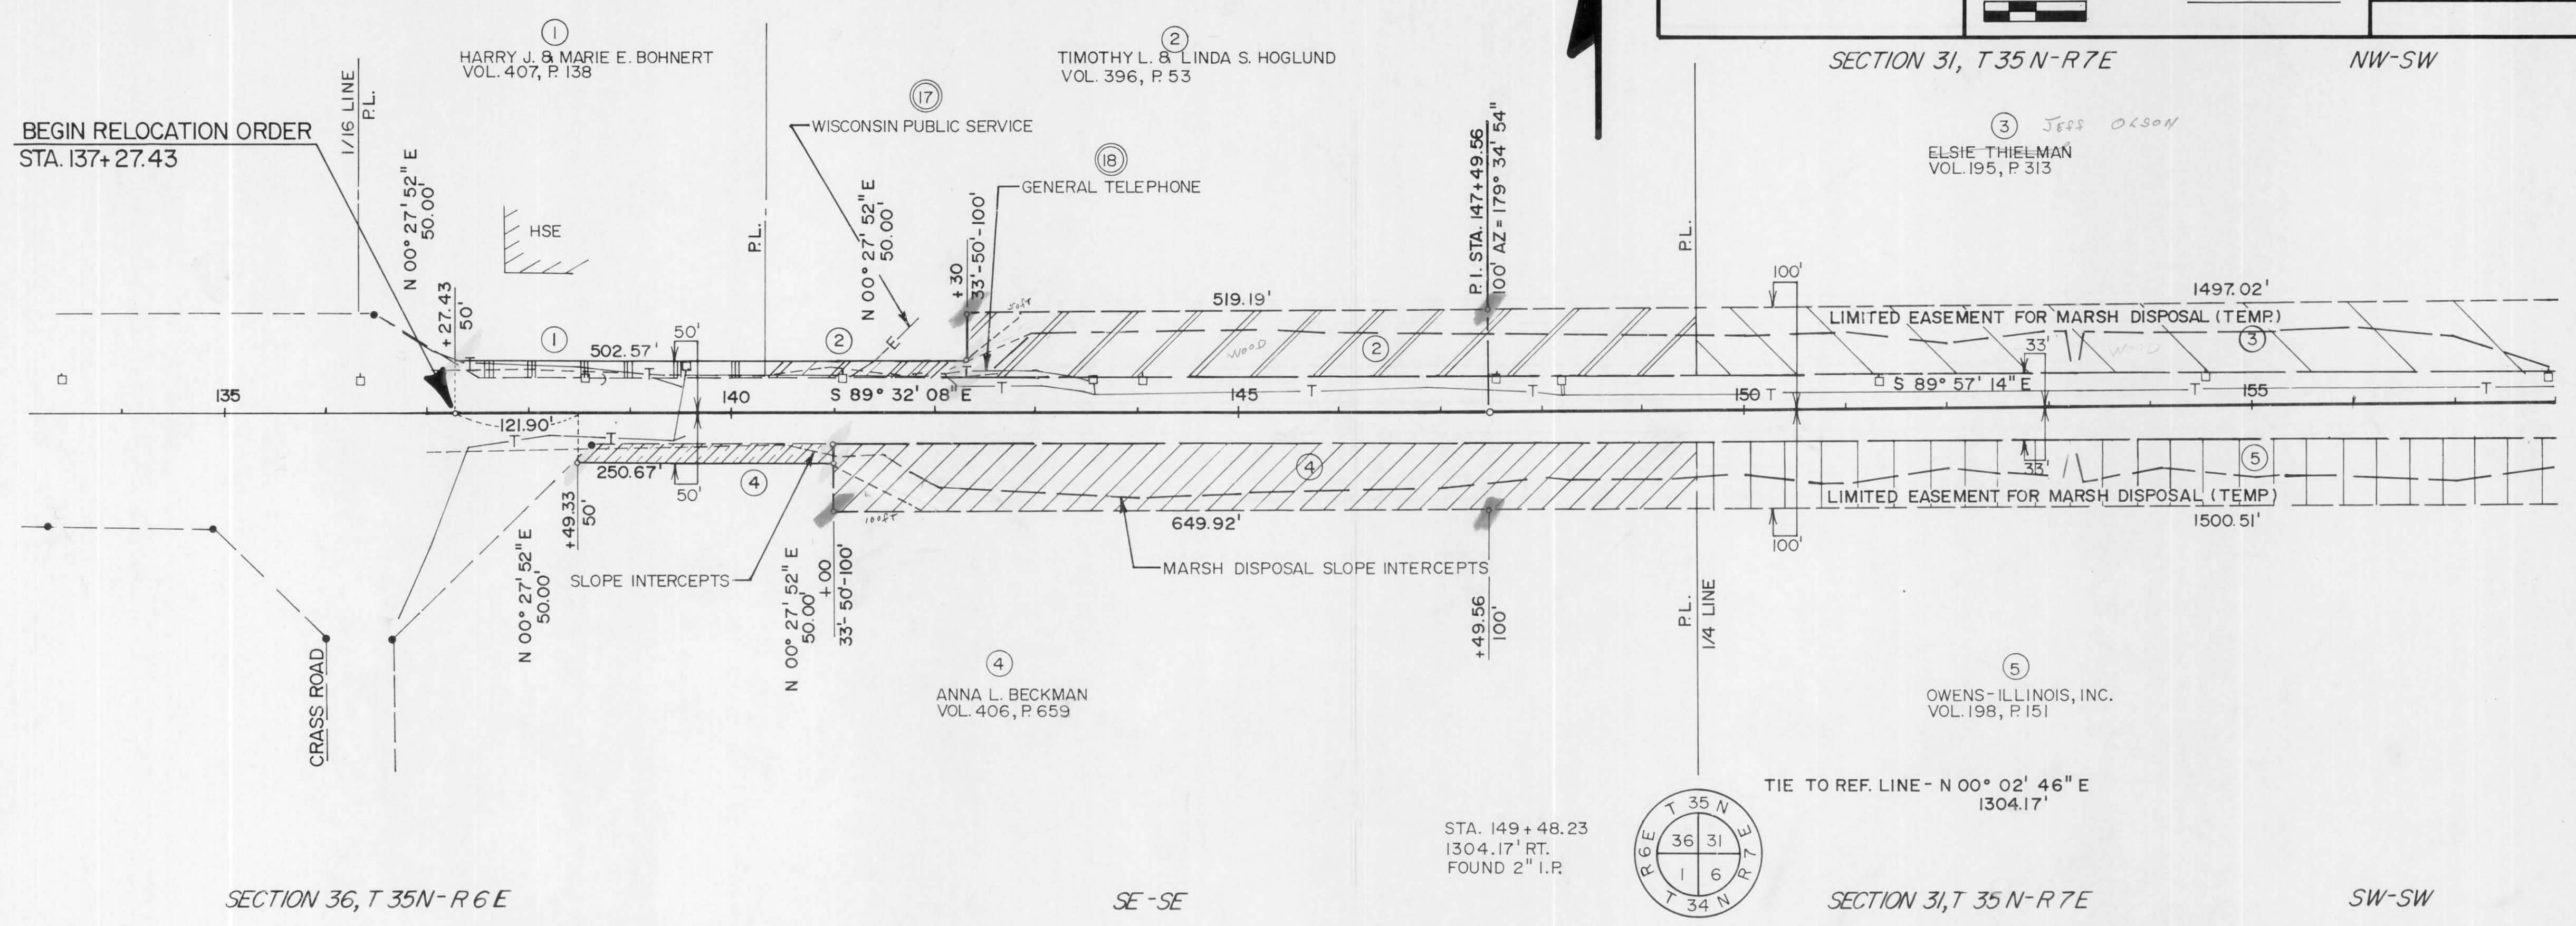 SECTION 31, T 35 N-R 7E
NW-SW
1
HARRY J. & MARIE E. BOHNERT
VOL. 407, P. 138
2
TIMOTHY L. & LINDA S. HOGLUND
VOL. 396, P. 53
17
WISCONSIN PUBLIC SERVICE
18
GENERAL TELEPHONE
3 JEFF OLSON
ELSIE THIELMAN
VOL. 195, P. 313
BEGIN RELOCATION ORDER
STA. 137+27.43
1/16 LINE
P.L.
N 00° 27' 52" E
50.00'
HSE
+27.43
50'
P.L.
N 00° 27' 52" E
50.00'
+30
33'-50'-100'
P.I. STA. 147+49.56
100' AZ = 179° 34' 54"
P.L.
100'
50ft
519.19'
1497.02'
LIMITED EASEMENT FOR MARSH DISPOSAL (TEMP.)
1
502.57'
50'
2
E
WOOD
2
33'
WOOD
3
T
T
T
T
T
T
T
T
T
T
135
140
S 89° 32' 08" E
145
150
S 89° 57' 14" E
155
121.90'
T
T
250.67'
50'
4
4
33'
5
LIMITED EASEMENT FOR MARSH DISPOSAL (TEMP)
100ft
649.92'
1500.51'
100'
+49.33
50'
N 00° 27' 52" E
50.00'
SLOPE INTERCEPTS
N 00° 27' 52" E
50.00'
+00
33'-50'-100'
MARSH DISPOSAL SLOPE INTERCEPTS
+49.56
100'
P.L.
1/4 LINE
CRASS ROAD
4
ANNA L. BECKMAN
VOL. 406, P. 659
5
OWENS-ILLINOIS, INC.
VOL. 198, P. 151
TIE TO REF. LINE - N 00° 02' 46" E
1304.17'
STA. 149+48.23
1304.17' RT.
FOUND 2" I.P.
T 35 N
R 6 E
36 31
1 6
R 7 E
T 34 N
SECTION 36, T 35N-R 6 E
SE-SE
SECTION 31, T 35 N-R 7E
SW-SW